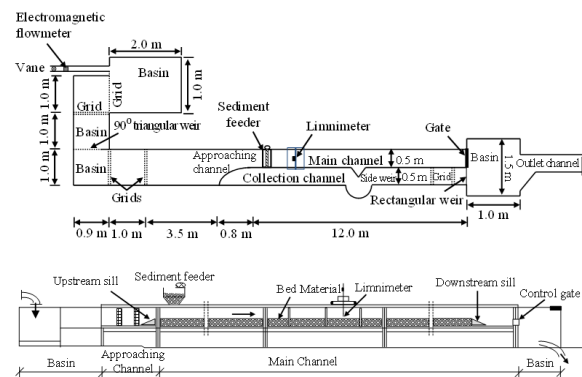 Electromagnetic
flowmeter
Vane
2.0 m
Basin
1.0 m
Grid
1.0 m
Grid
1.0 m
Basin
90° triangular weir
1.0 m
Basin
Grids
Sediment
feeder
Limnimeter
Gate
Approaching
channel
Main channel
0.5 m
Collection channel
Side weir
0.5 m
Grid
Basin
1.5 m
Outlet channel
Rectangular weir
1.0 m
0.9 m
1.0 m
3.5 m
0.8 m
12.0 m
Upstream sill
Sediment feeder
Bed Material
Limnimeter
Downstream sill
Control gate
Basin
Approaching
Channel
Main Channel
Basin